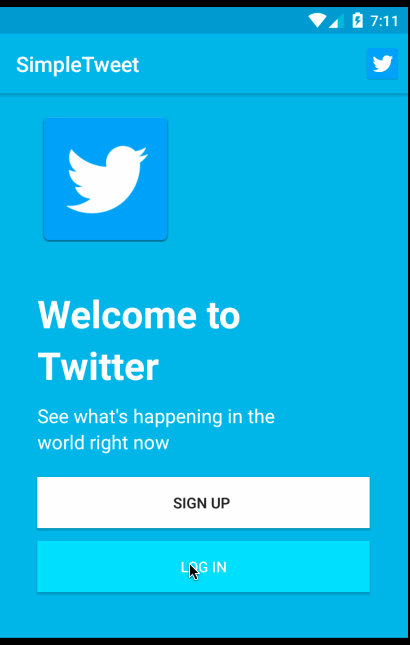 7:11
SimpleTweet
Welcome to
Twitter
See what's happening in the
world right now
SIGN UP
LOG IN